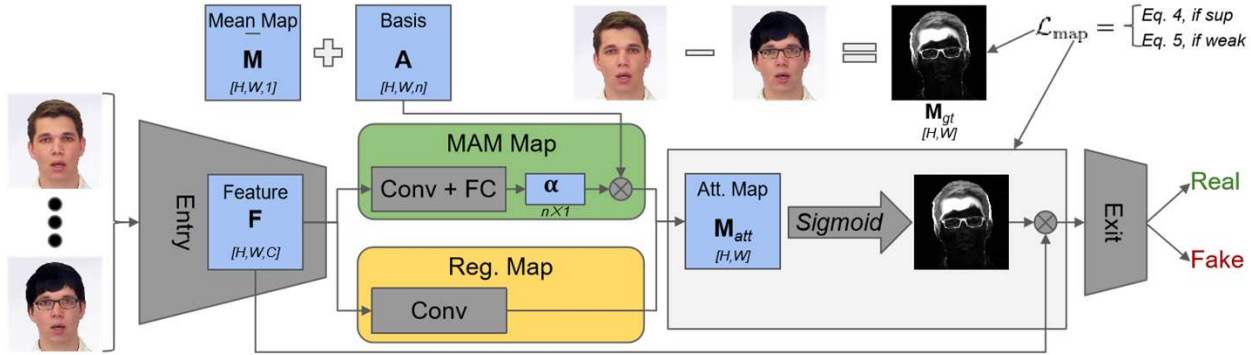 Mean Map
M̄
[H,W,1]
Basis
A
[H,W,n]
M_gt
[H,W]
ℒ_map =
Eq. 4, if sup
Eq. 5, if weak
Entry
Feature
F
[H,W,C]
MAM Map
Conv + FC
α
n×1
Reg. Map
Conv
Att. Map
M_att
[H,W]
Sigmoid
Exit
Real
Fake